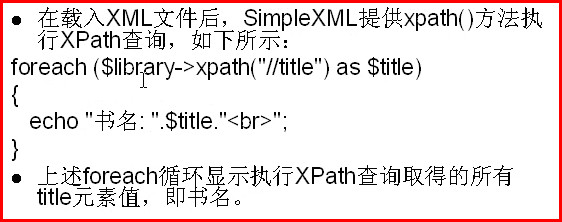 ● 在载入XML文件后，SimpleXML提供xpath()方法执
行XPath查询，如下所示：
foreach ($library->xpath("//title") as $title)
{
echo "书名: ".$title."<br>";
}
● 上述foreach循环显示执行XPath查询取得的所有
title元素值，即书名。